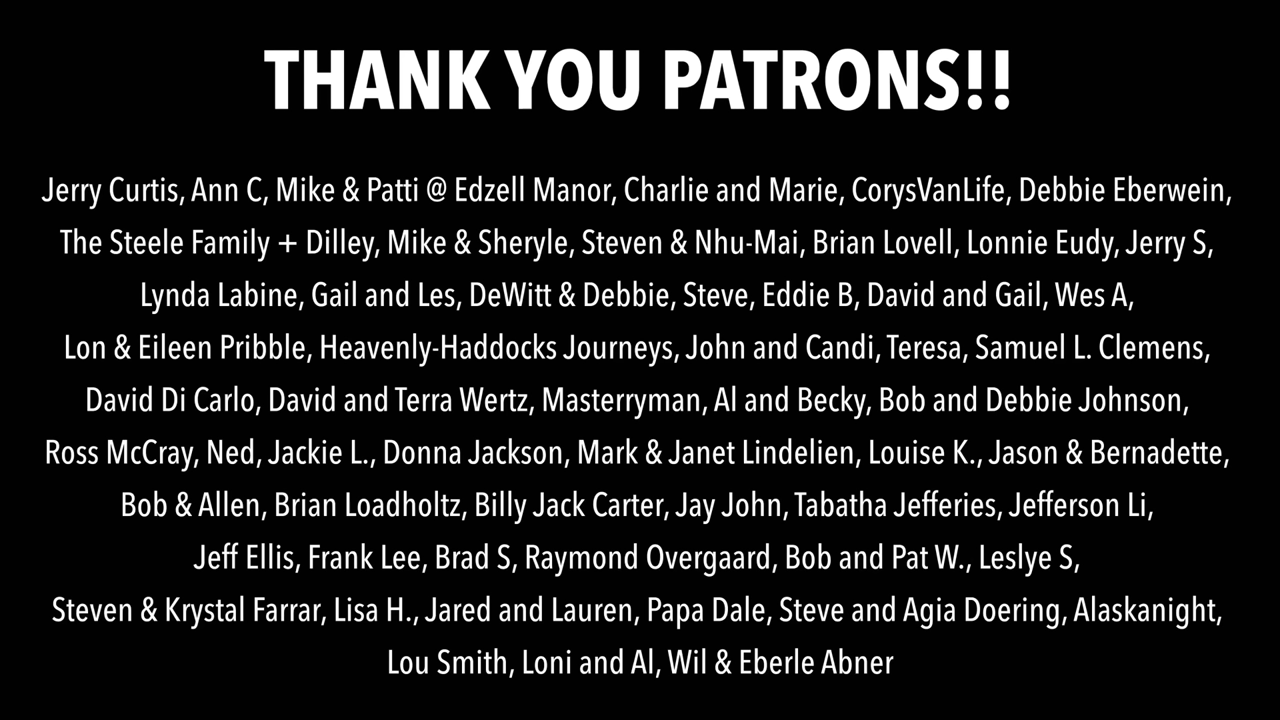 THANK YOU PATRONS!!
Jerry Curtis, Ann C, Mike & Patti @ Edzell Manor, Charlie and Marie, CorysVanLife, Debbie Eberwein,
The Steele Family + Dilley, Mike & Sheryle, Steven & Nhu-Mai, Brian Lovell, Lonnie Eudy, Jerry S,
Lynda Labine, Gail and Les, DeWitt & Debbie, Steve, Eddie B, David and Gail, Wes A,
Lon & Eileen Pribble, Heavenly-Haddocks Journeys, John and Candi, Teresa, Samuel L. Clemens,
David Di Carlo, David and Terra Wertz, Masterryman, Al and Becky, Bob and Debbie Johnson,
Ross McCray, Ned, Jackie L., Donna Jackson, Mark & Janet Lindelien, Louise K., Jason & Bernadette,
Bob & Allen, Brian Loadholtz, Billy Jack Carter, Jay John, Tabatha Jefferies, Jefferson Li,
Jeff Ellis, Frank Lee, Brad S, Raymond Overgaard, Bob and Pat W., Leslye S,
Steven & Krystal Farrar, Lisa H., Jared and Lauren, Papa Dale, Steve and Agia Doering, Alaskanight,
Lou Smith, Loni and Al, Wil & Eberle Abner